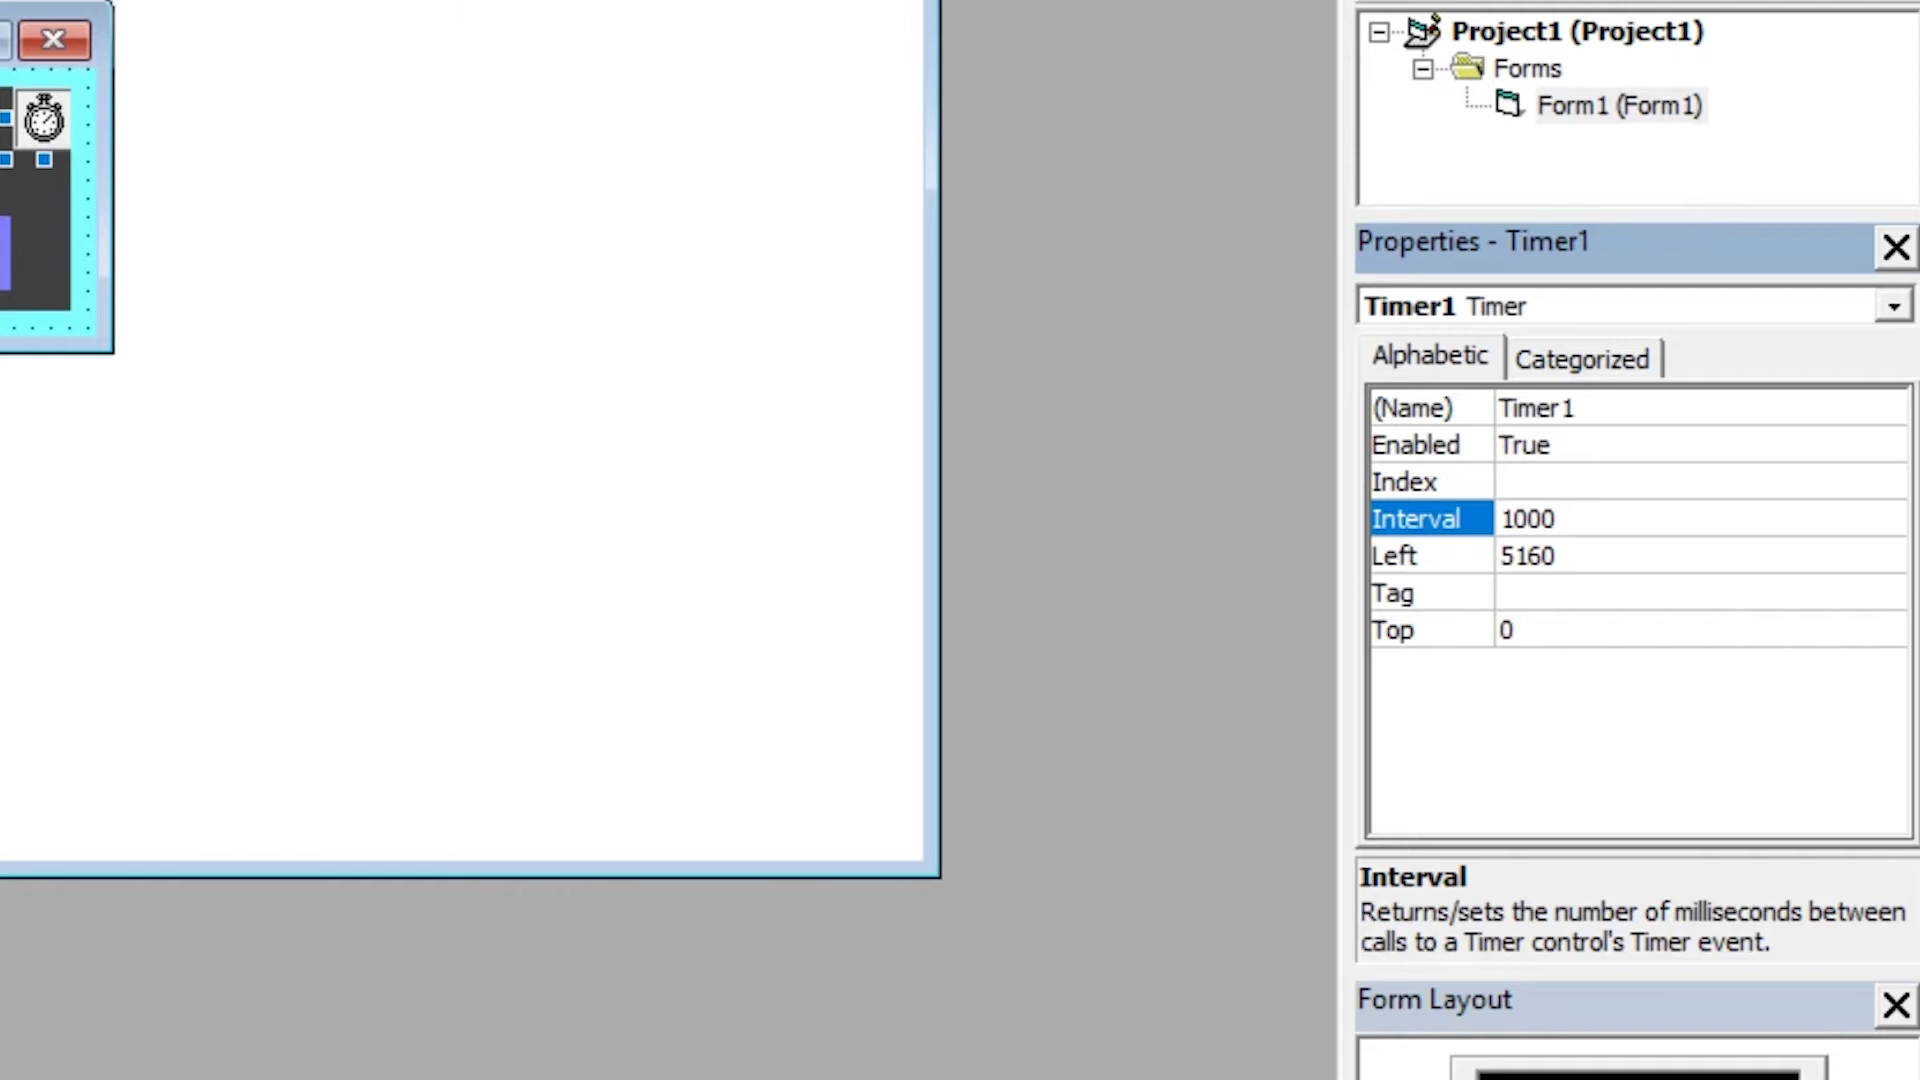 Project1 (Project1)
Forms
Form1 (Form1)
Properties - Timer1
Timer1 Timer
Alphabetic
Categorized
(Name) Timer1
Enabled True
Index
Interval 1000
Left 5160
Tag
Top 0
Interval
Returns/sets the number of milliseconds between
calls to a Timer control's Timer event.
Form Layout